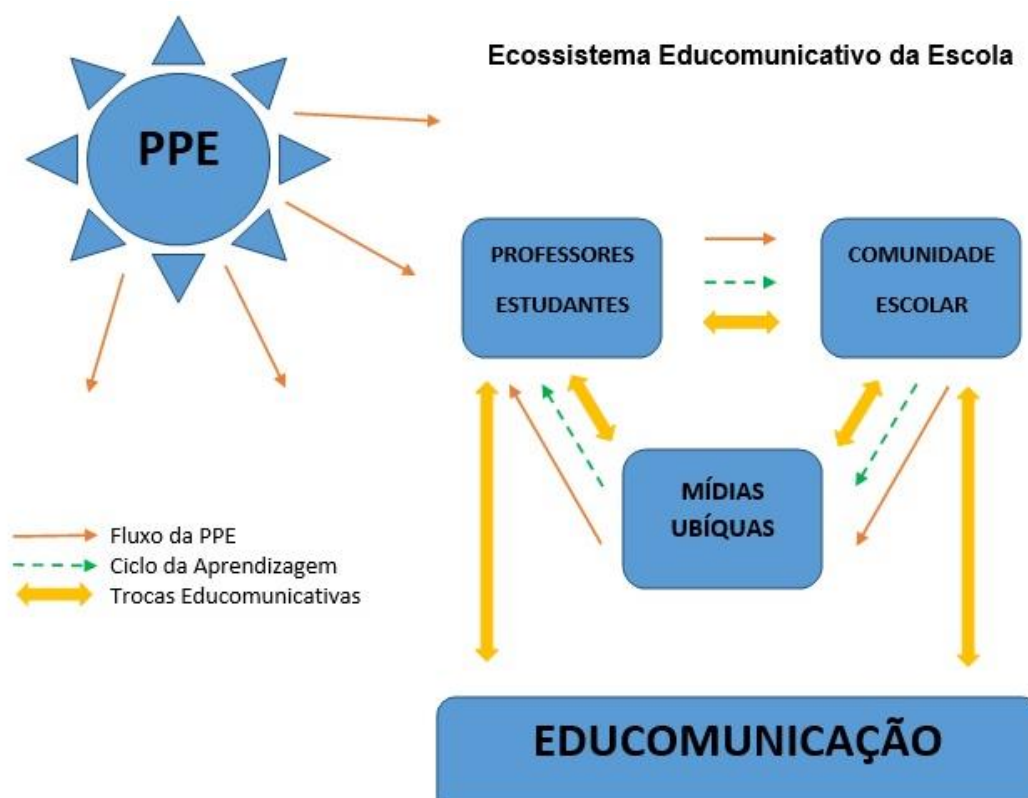 Ecossistema Educomunicativo da Escola
PPE
PROFESSORES
ESTUDANTES
COMUNIDADE
ESCOLAR
MÍDIAS
UBÍQUAS
Fluxo da PPE
Ciclo da Aprendizagem
Trocas Educomunicativas
EDUCOMUNICAÇÃO